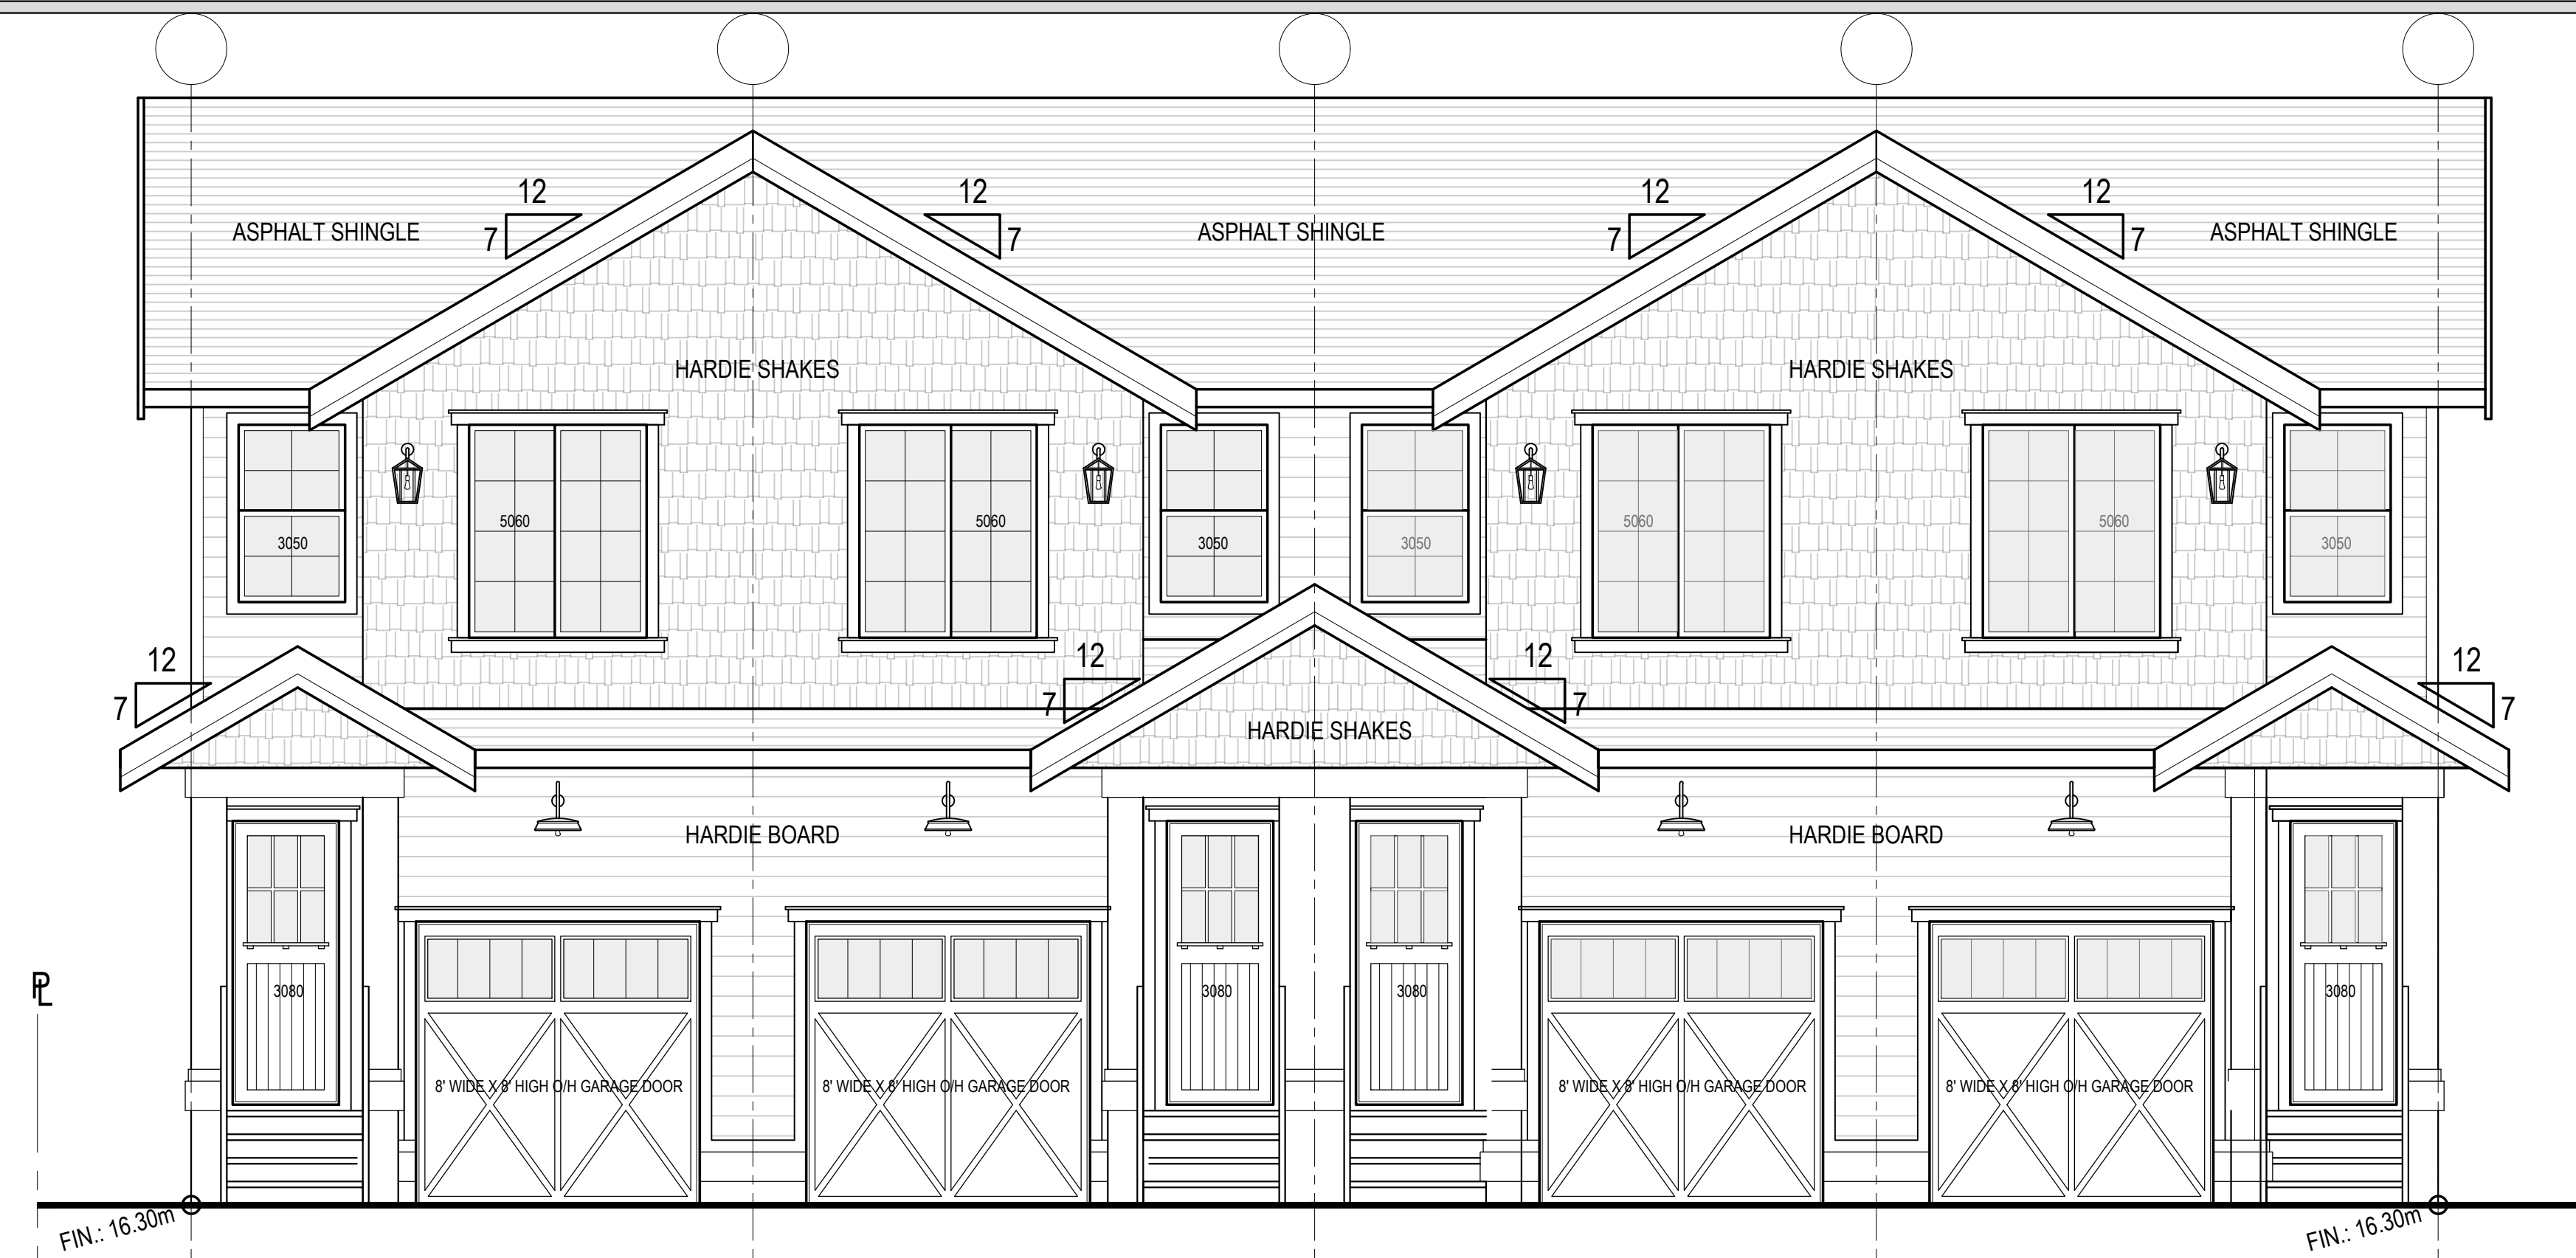 12
12
12
12
7
7
7
7
ASPHALT SHINGLE
ASPHALT SHINGLE
ASPHALT SHINGLE
HARDIE SHAKES
HARDIE SHAKES
5060
5060
5060
5060
3050
3050
3050
3050
12
12
12
12
7
7
7
7
HARDIE SHAKES
HARDIE BOARD
HARDIE BOARD
PL
3080
3080
3080
3080
8' WIDE X 8' HIGH O/H GARAGE DOOR
8' WIDE X 8' HIGH O/H GARAGE DOOR
8' WIDE X 8' HIGH O/H GARAGE DOOR
8' WIDE X 8' HIGH O/H GARAGE DOOR
FIN.: 16.30m
FIN.: 16.30m